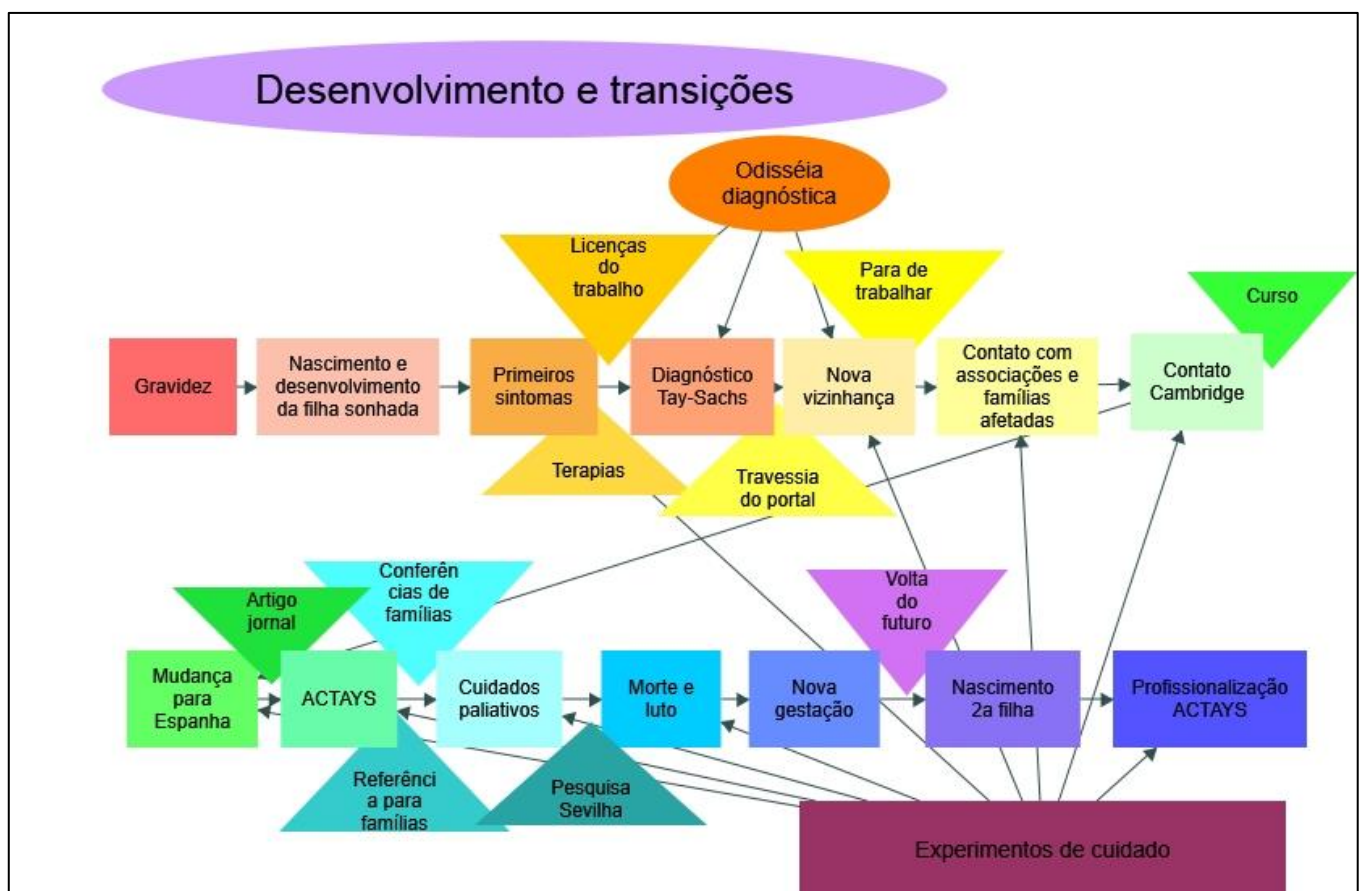 Desenvolvimento e transições
Odisséia
diagnóstica
Licenças
do
trabalho
Para de
trabalhar
Curso
Gravidez
Nascimento e
desenvolvimento
da filha sonhada
Primeiros
sintomas
Diagnóstico
Tay-Sachs
Nova
vizinhança
Contato com
associações e
famílias
afetadas
Contato
Cambridge
Terapias
Travessia
do portal
Artigo
jornal
Conferên
cias de
famílias
Volta
do
futuro
Mudança
para
Espanha
ACTAYS
Cuidados
paliativos
Morte e
luto
Nova
gestação
Nascimento
2a filha
Profissionalização
ACTAYS
Referênci
a para
famílias
Pesquisa
Sevilha
Experimentos de cuidado